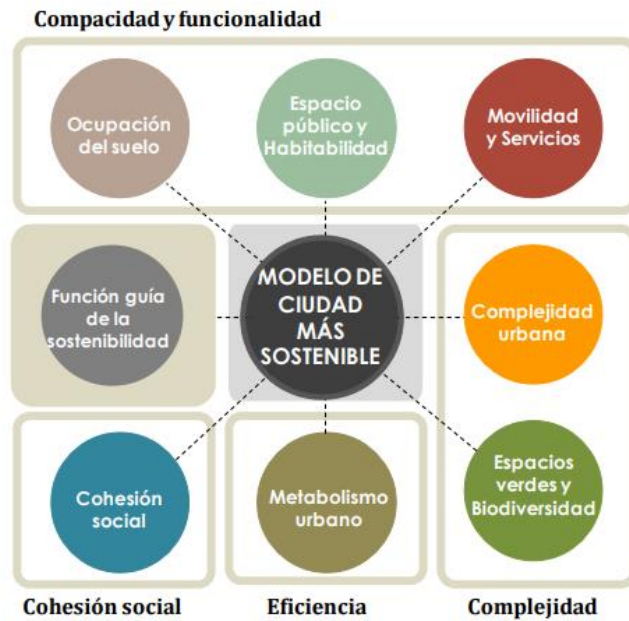 Compacidad y funcionalidad
Ocupación
del suelo
Espacio
público y
Habitabilidad
Movilidad
y Servicios
Función guía
de la
sostenibilidad
MODELO DE
CIUDAD
MÁS
SOSTENIBLE
Complejidad
urbana
Cohesión
social
Metabolismo
urbano
Espacios
verdes y
Biodiversidad
Cohesión social
Eficiencia
Complejidad